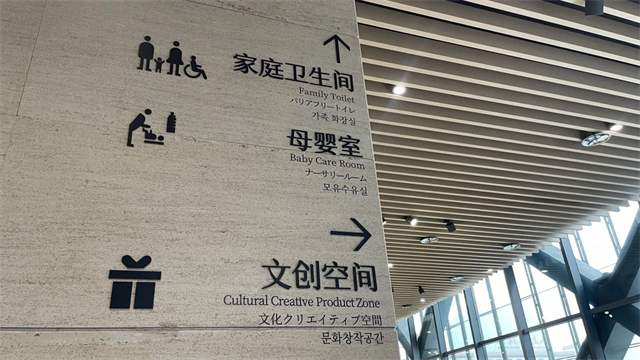 家庭卫生间
Family Toilet
バリアフリートイレ
가족 화장실
母婴室
Baby Care Room
ナーサリールーム
모유수유실
文创空间
Cultural Creative Product Zone
文化クリエイティブ空間
문화창작공간